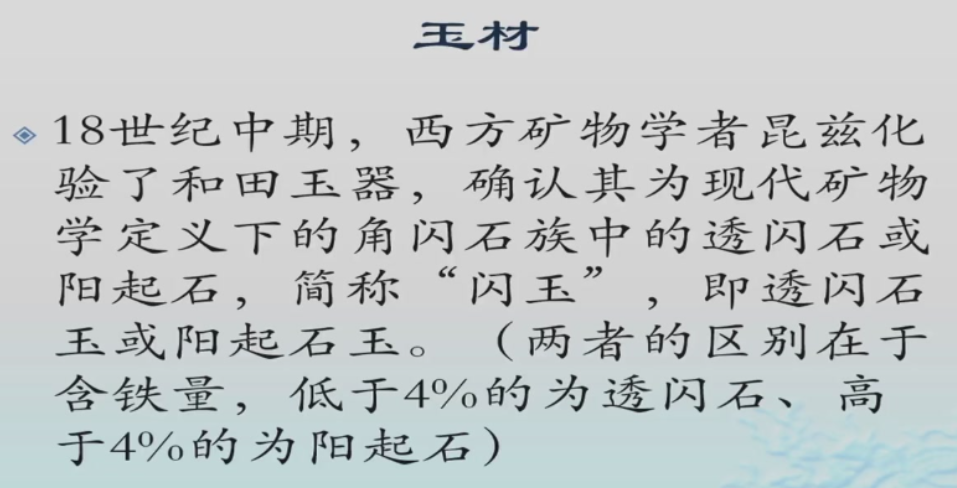 玉材
18世纪中期，西方矿物学者昆兹化
验了和田玉器，确认其为现代矿物
学定义下的角闪石族中的透闪石或
阳起石，简称“闪玉”，即透闪石
玉或阳起石玉。（两者的区别在于
含铁量，低于4%的为透闪石、高
于4%的为阳起石）